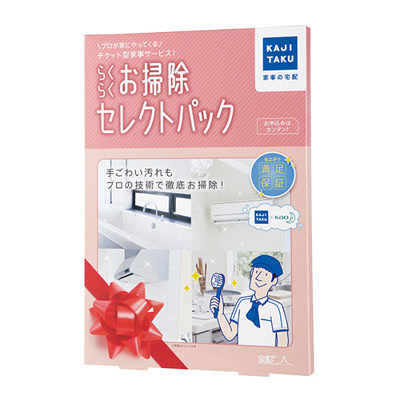 \プロが家にやってくる/
チケット型家事サービス!
らくらくお掃除
セレクトパック
KAJI
TAKU
家事の宅配
お申込みは
カンタン!
手ごわい汚れも
プロの技術で徹底お掃除!
仕上がり
満足
保証
KAJI
TAKU
×
kao